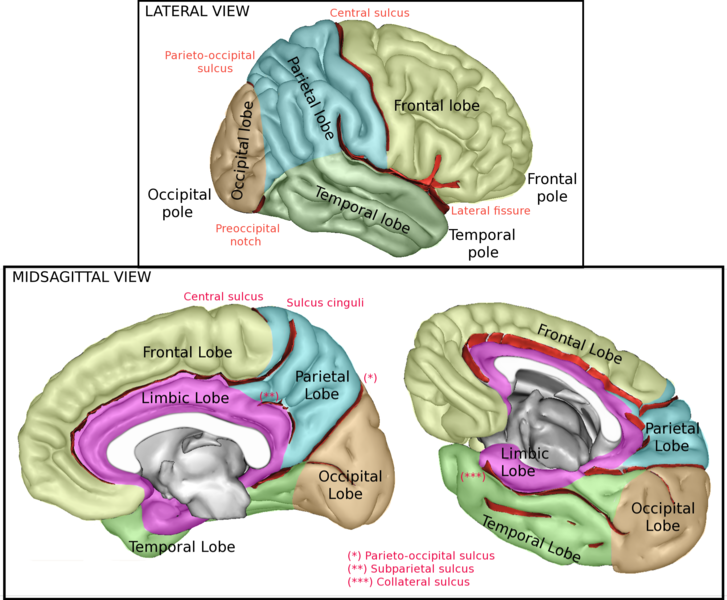 LATERAL VIEW
Central sulcus
Parieto-occipital
sulcus
Parietal lobe
Frontal lobe
Occipital lobe
Temporal lobe
Occipital
pole
Frontal
pole
Lateral fissure
Preoccipital
notch
Temporal
pole
MIDSAGITTAL VIEW
Central sulcus
Sulcus cinguli
Frontal Lobe
Limbic Lobe
(**)
Parietal
Lobe
(*)
Occipital
Lobe
Temporal Lobe
Frontal Lobe
Parietal
Lobe
Limbic
Lobe
(***)
Occipital
Lobe
Temporal Lobe
(*) Parieto-occipital sulcus
(**) Subparietal sulcus
(***) Collateral sulcus